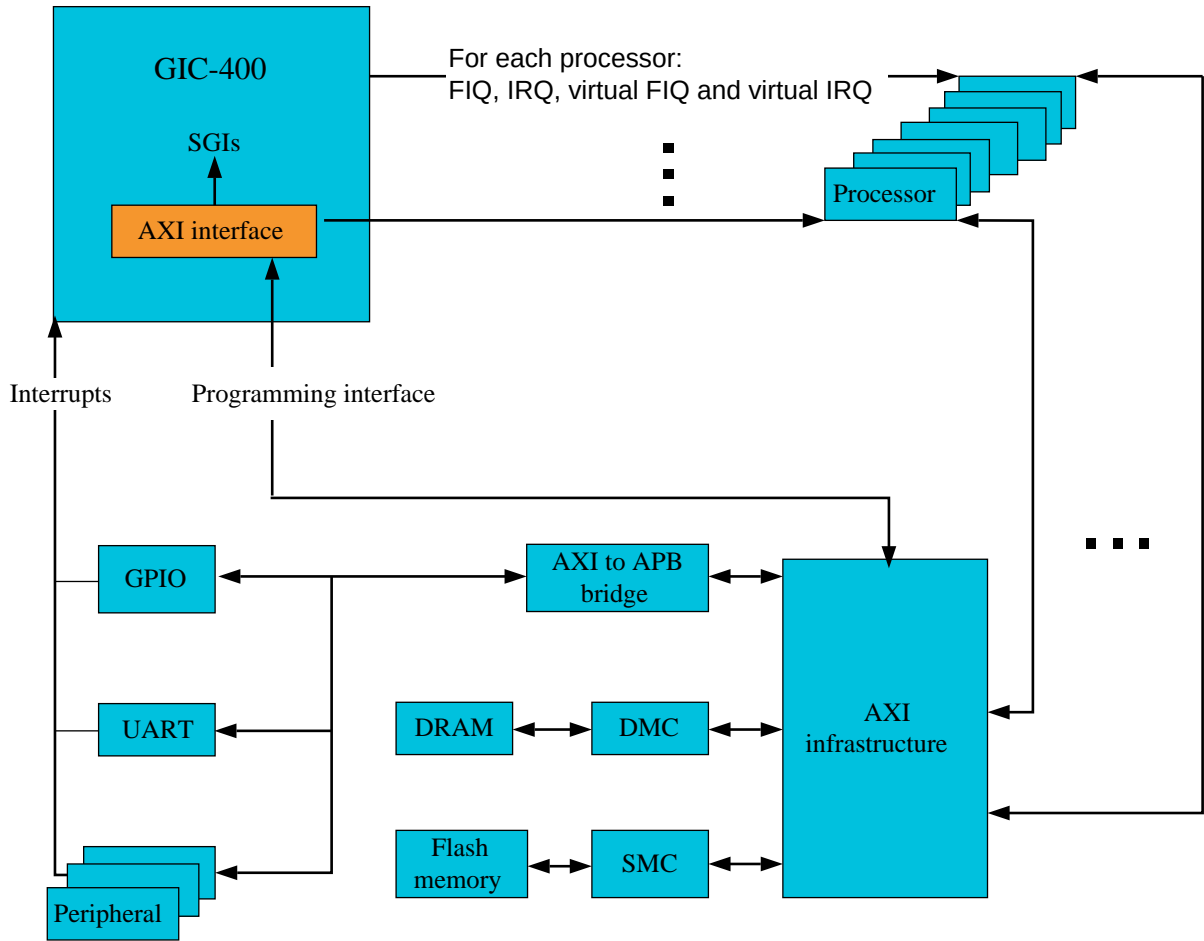 GIC-400
For each processor:
FIQ, IRQ, virtual FIQ and virtual IRQ
SGIs
Processor
AXI interface
Interrupts
Programming interface
GPIO
AXI to APB
bridge
UART
DRAM
DMC
AXI
infrastructure
Flash
memory
SMC
Peripheral